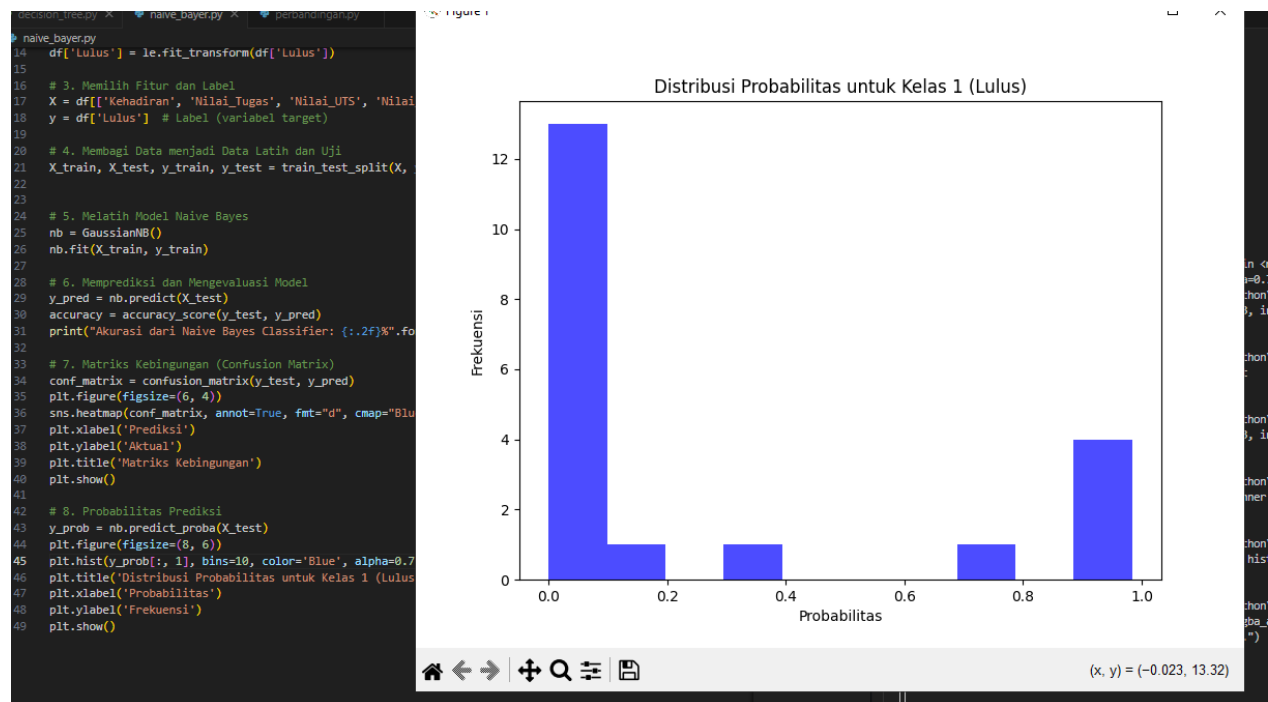 decision_tree.py
naive_bayer.py
perbandingan.py
naive_bayer.py
14 df['Lulus'] = le.fit_transform(df['Lulus'])
15
16 # 3. Memilih Fitur dan Label
17 X = df[['Kehadiran', 'Nilai_Tugas', 'Nilai_UTS', 'Nilai
18 y = df['Lulus'] # Label (variabel target)
19
20 # 4. Membagi Data menjadi Data Latih dan Uji
21 X_train, X_test, y_train, y_test = train_test_split(X,
22
23
24 # 5. Melatih Model Naive Bayes
25 nb = GaussianNB()
26 nb.fit(X_train, y_train)
27
28 # 6. Memprediksi dan Mengevaluasi Model
29 y_pred = nb.predict(X_test)
30 accuracy = accuracy_score(y_test, y_pred)
31 print("Akurasi dari Naive Bayes Classifier: {:.2f}%".fo
32
33 # 7. Matriks Kebingungan (Confusion Matrix)
34 conf_matrix = confusion_matrix(y_test, y_pred)
35 plt.figure(figsize=(6, 4))
36 sns.heatmap(conf_matrix, annot=True, fmt="d", cmap="Blu
37 plt.xlabel('Prediksi')
38 plt.ylabel('Aktual')
39 plt.title('Matriks Kebingungan')
40 plt.show()
41
42 # 8. Probabilitas Prediksi
43 y_prob = nb.predict_proba(X_test)
44 plt.figure(figsize=(8, 6))
45 plt.hist(y_prob[:, 1], bins=10, color='Blue', alpha=0.7
46 plt.title('Distribusi Probabilitas untuk Kelas 1 (Lulus
47 plt.xlabel('Probabilitas')
48 plt.ylabel('Frekuensi')
49 plt.show()
Figure 1
Distribusi Probabilitas untuk Kelas 1 (Lulus)
Frekuensi
12
10
8
6
4
2
0
0.0 0.2 0.4 0.6 0.8 1.0
Probabilitas
(x, y) = (−0.023, 13.32)